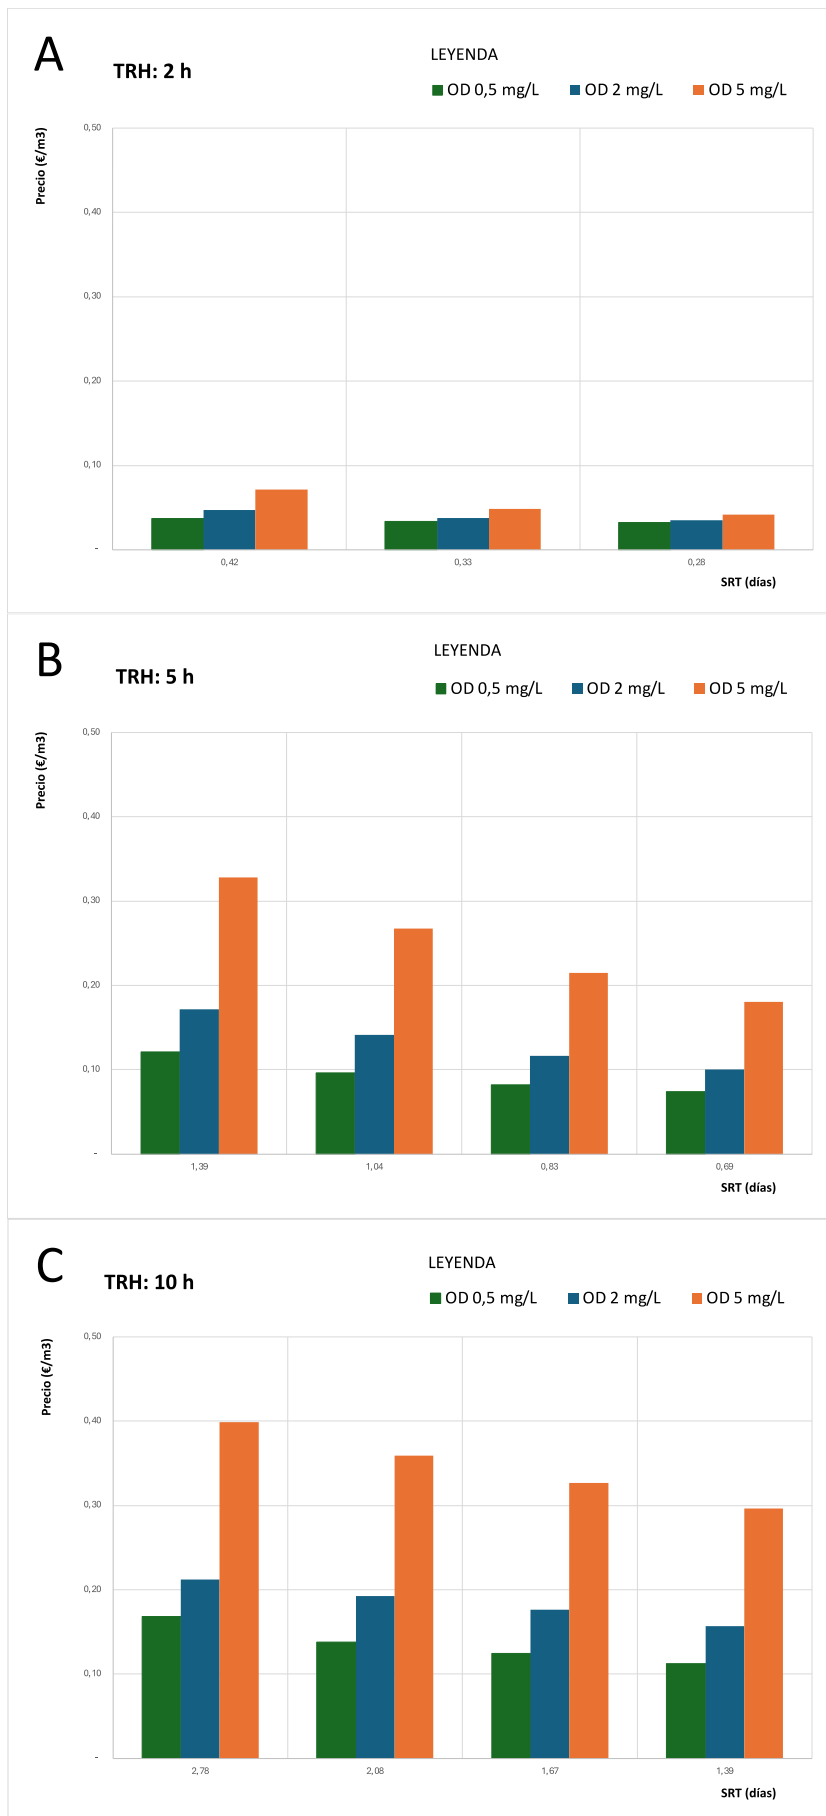 A
TRH: 2 h
LEYENDA
OD 0,5 mg/L OD 2 mg/L OD 5 mg/L
Precio (€/m3)
0,50
0,40
0,30
0,20
0,10
-
0,42 0,33 0,28
SRT (días)
B
TRH: 5 h
LEYENDA
OD 0,5 mg/L OD 2 mg/L OD 5 mg/L
Precio (€/m3)
0,50
0,40
0,30
0,20
0,10
-
1,39 1,04 0,83 0,69
SRT (días)
C
TRH: 10 h
LEYENDA
OD 0,5 mg/L OD 2 mg/L OD 5 mg/L
Precio (€/m3)
0,50
0,40
0,30
0,20
0,10
-
2,78 2,08 1,67 1,39
SRT (días)